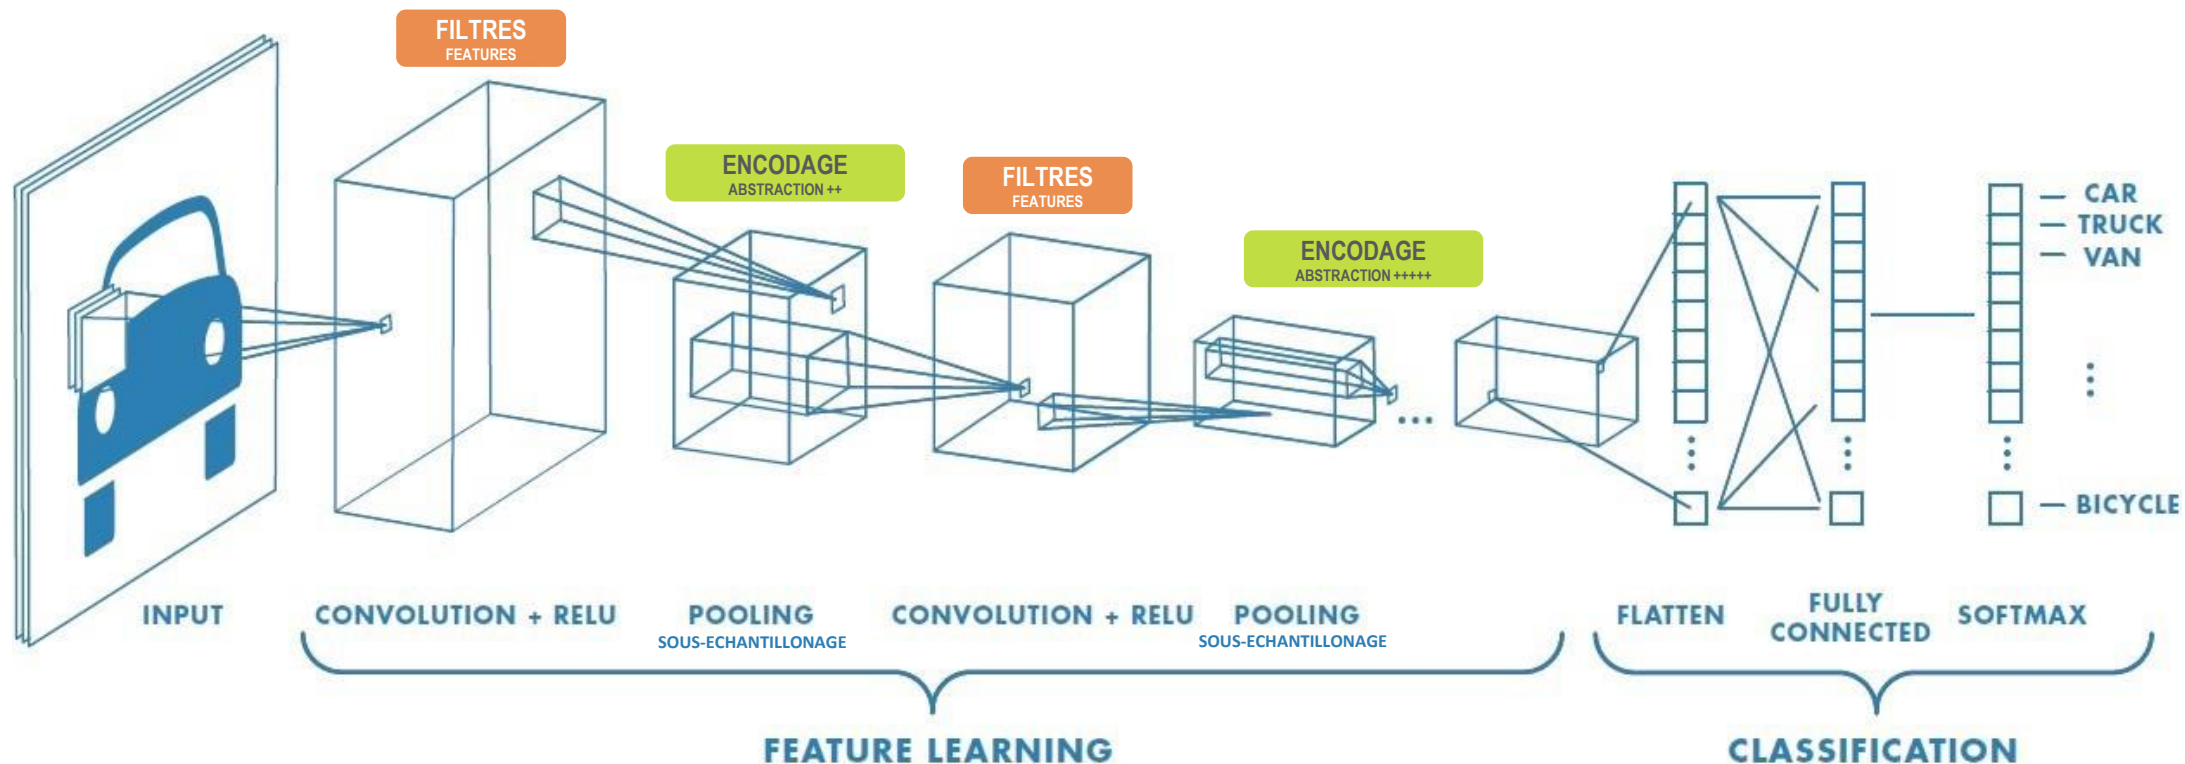 FILTRES
FEATURES
ENCODAGE
ABSTRACTION ++
FILTRES
FEATURES
ENCODAGE
ABSTRACTION +++++
CAR
TRUCK
VAN
BICYCLE
INPUT
CONVOLUTION + RELU
POOLING
SOUS-ECHANTILLONAGE
CONVOLUTION + RELU
POOLING
SOUS-ECHANTILLONAGE
FLATTEN
FULLY
CONNECTED
SOFTMAX
FEATURE LEARNING
CLASSIFICATION